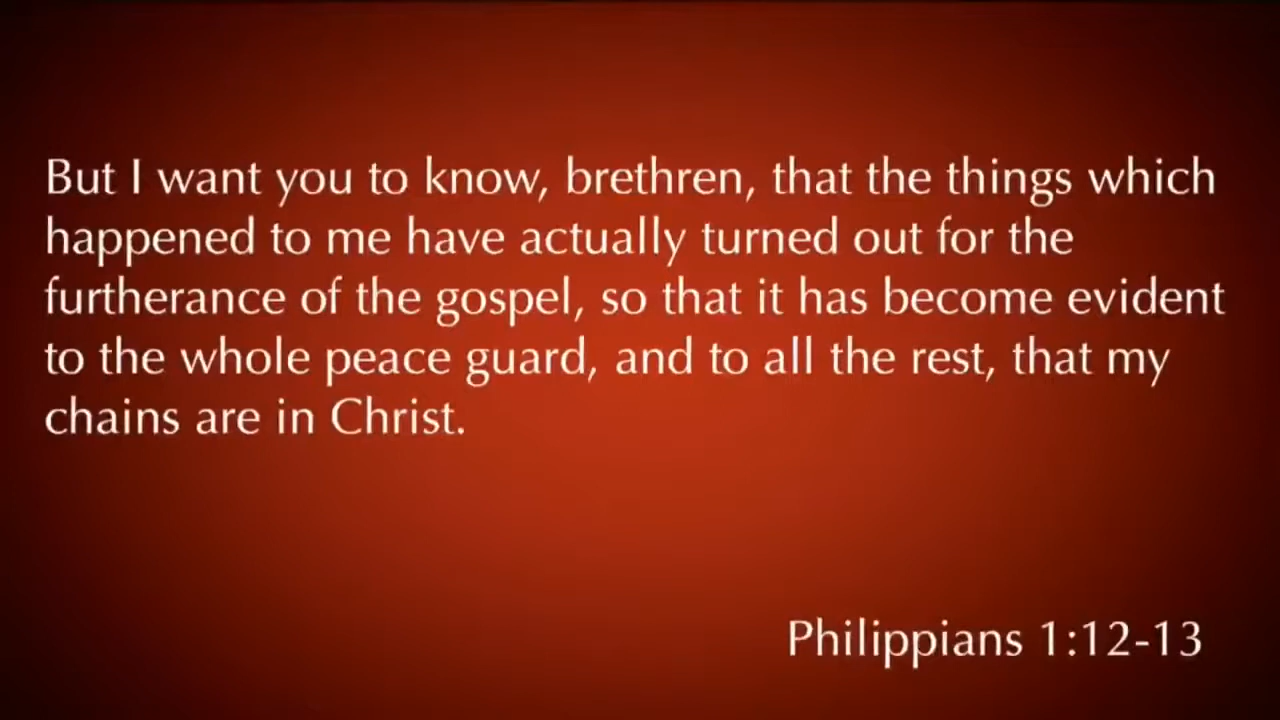 But I want you to know, brethren, that the things which
happened to me have actually turned out for the
furtherance of the gospel, so that it has become evident
to the whole peace guard, and to all the rest, that my
chains are in Christ.
Philippians 1:12-13